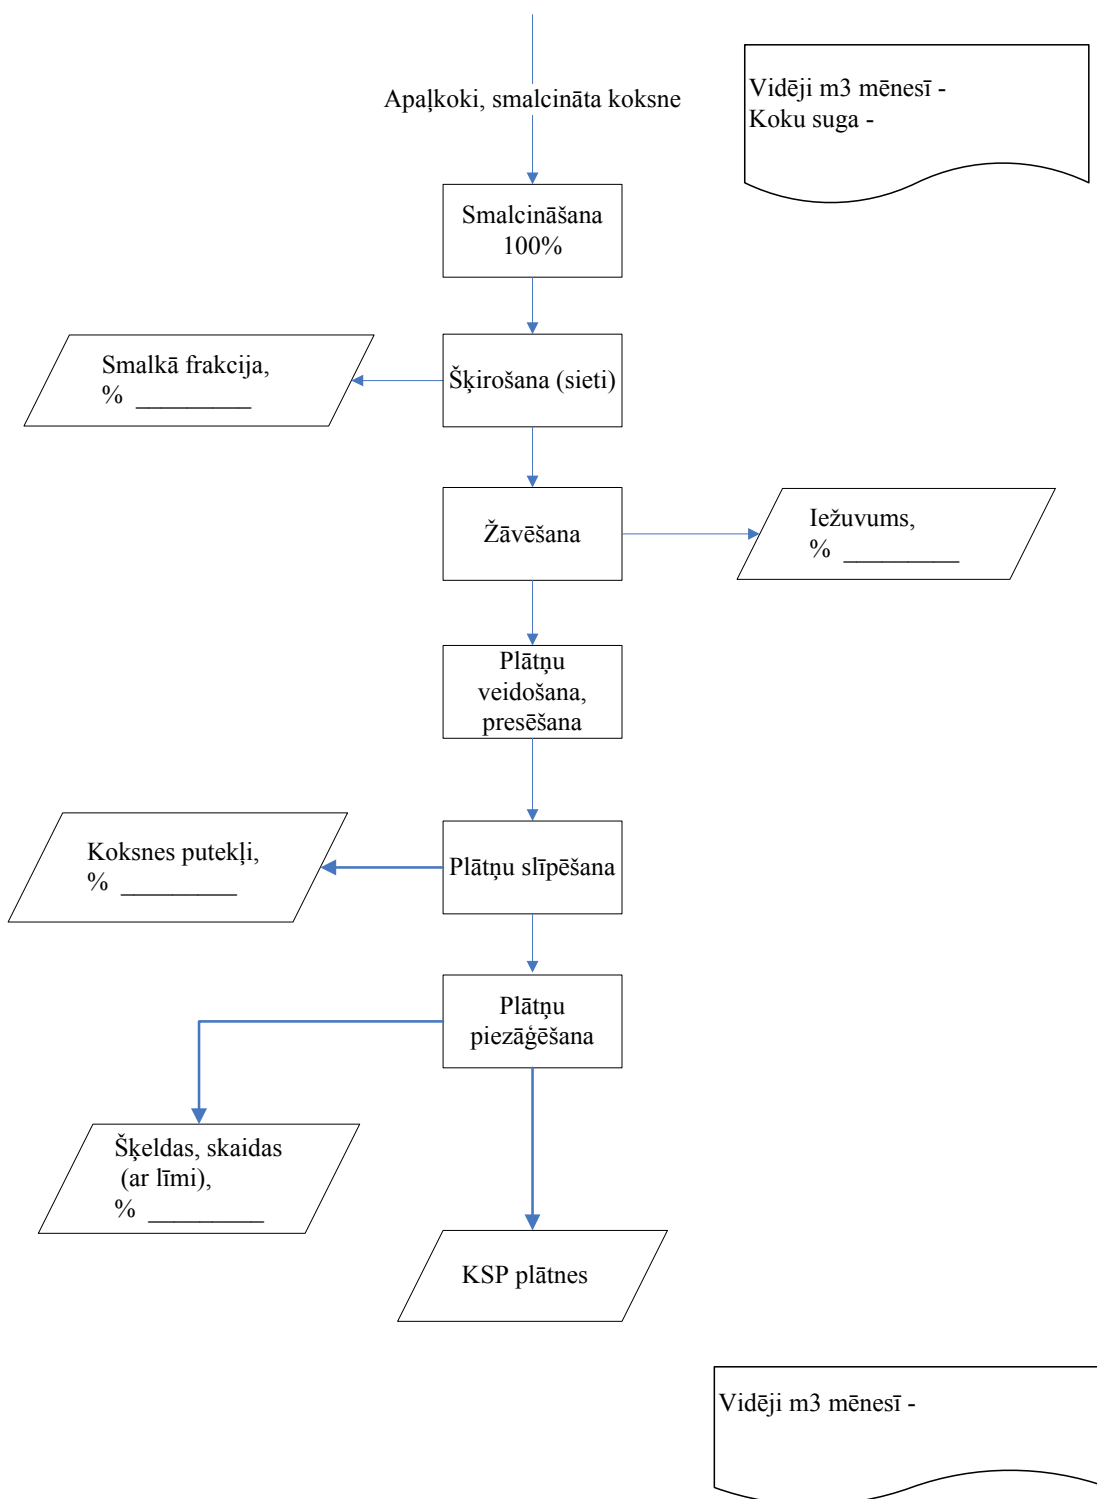 Apaļkoki, smalcināta koksne
Vidēji m3 mēnesī -
Koku suga -
Smalcināšana
100%
Smalkā frakcija,
% _________
Šķirošana (sieti)
Žāvēšana
Iežuvums,
% _________
Plātņu
veidošana,
presēšana
Koksnes putekļi,
% _________
Plātņu slīpēšana
Plātņu
piezāģēšana
Šķeldas, skaidas
(ar līmi),
% _________
KSP plātnes
Vidēji m3 mēnesī -